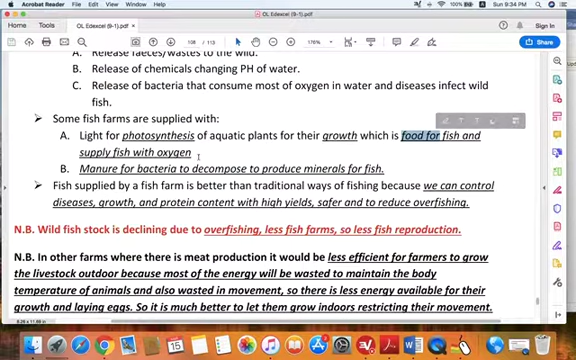 Acrobat Reader File Edit View Window Help
Sun 9:34 PM
OL Edexcel (9-1).pdf
Home Tools OL Edexcel (9-1).p... × Sign In
108 / 113 176% Share
A. Release faeces/wastes to the wild.
B. Release of chemicals changing PH of water.
C. Release of bacteria that consume most of oxygen in water and diseases infect wild
fish.
➤ Some fish farms are supplied with:
A. Light for photosynthesis of aquatic plants for their growth which is food for fish and
supply fish with oxygen
B. Manure for bacteria to decompose to produce minerals for fish.
➤ Fish supplied by a fish farm is better than traditional ways of fishing because we can control
diseases, growth, and protein content with high yields, safer and to reduce overfishing.
N.B. Wild fish stock is declining due to overfishing, less fish farms, so less fish reproduction.
N.B. In other farms where there is meat production it would be less efficient for farmers to grow
the livestock outdoor because most of the energy will be wasted to maintain the body
temperature of animals and also wasted in movement, so there is less energy available for their
growth and laying eggs. So it is much better to let them grow indoors restricting their movement.